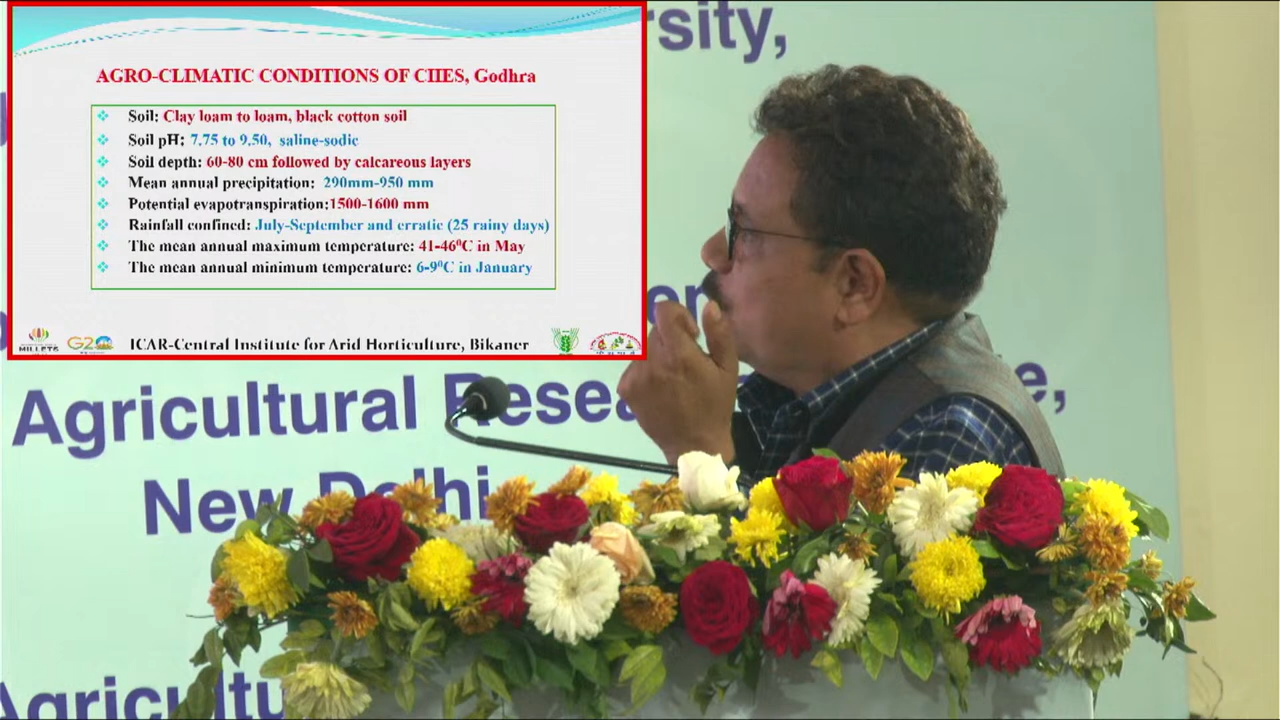 AGRO-CLIMATIC CONDITIONS OF CIIES, Godhra
Soil: Clay loam to loam, black cotton soil
Soil pH: 7.75 to 9.50, saline-sodic
Soil depth: 60-80 cm followed by calcareous layers
Mean annual precipitation: 290mm-950 mm
Potential evapotranspiration:1500-1600 mm
Rainfall confined: July-September and erratic (25 rainy days)
The mean annual maximum temperature: 41-46⁰C in May
The mean annual minimum temperature: 6-9⁰C in January
MILLETS
G20
ICAR-Central Institute for Arid Horticulture, Bikaner
sity,
Agricultural Resea e,
New Delhi
Agricultu